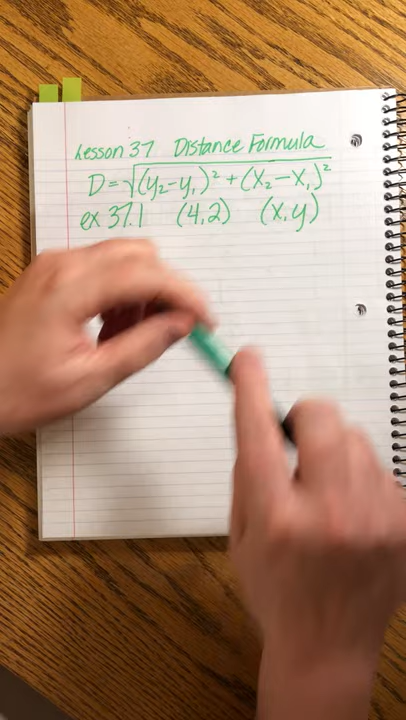 Lesson 37 Distance Formula
D=√(y₂-y₁)² + (x₂-x₁)²
ex 37.1 (4,2) (x,y)